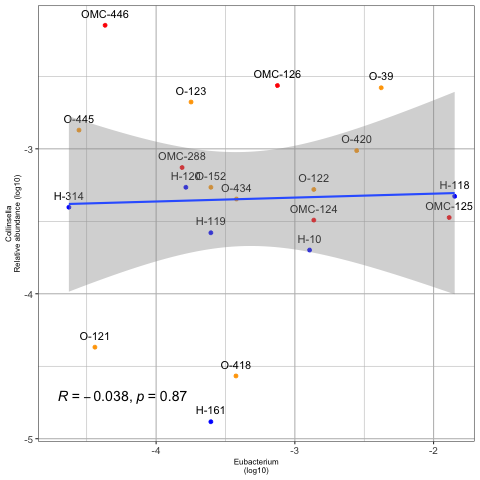 OMC-446
OMC-126
O-39
O-123
O-445
O-420
-3
OMC-288
H-120
O-152
O-122
O-434
H-118
H-314
OMC-124
OMC-125
H-119
H-10
Collinsella
Relative abundance (log10)
-4
O-121
O-418
R = −0.038, p = 0.87
H-161
-5
-4
-3
-2
Eubacterium
(log10)